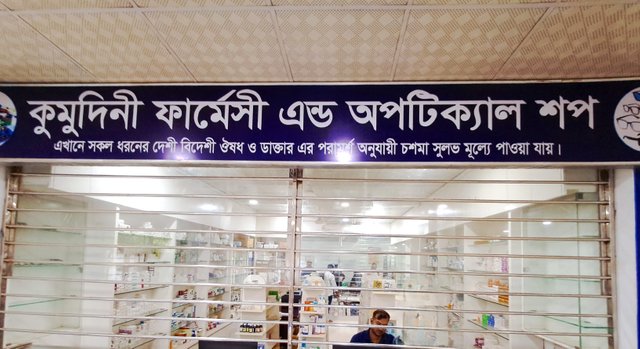 কুমুদিনী ফার্মেসী এন্ড অপটিক্যাল শপ
এখানে সকল ধরনের দেশী বিদেশী ঔষধ ও ডাক্তার এর পরামর্শ অনুযায়ী চশমা সুলভ মূল্যে পাওয়া যায়।